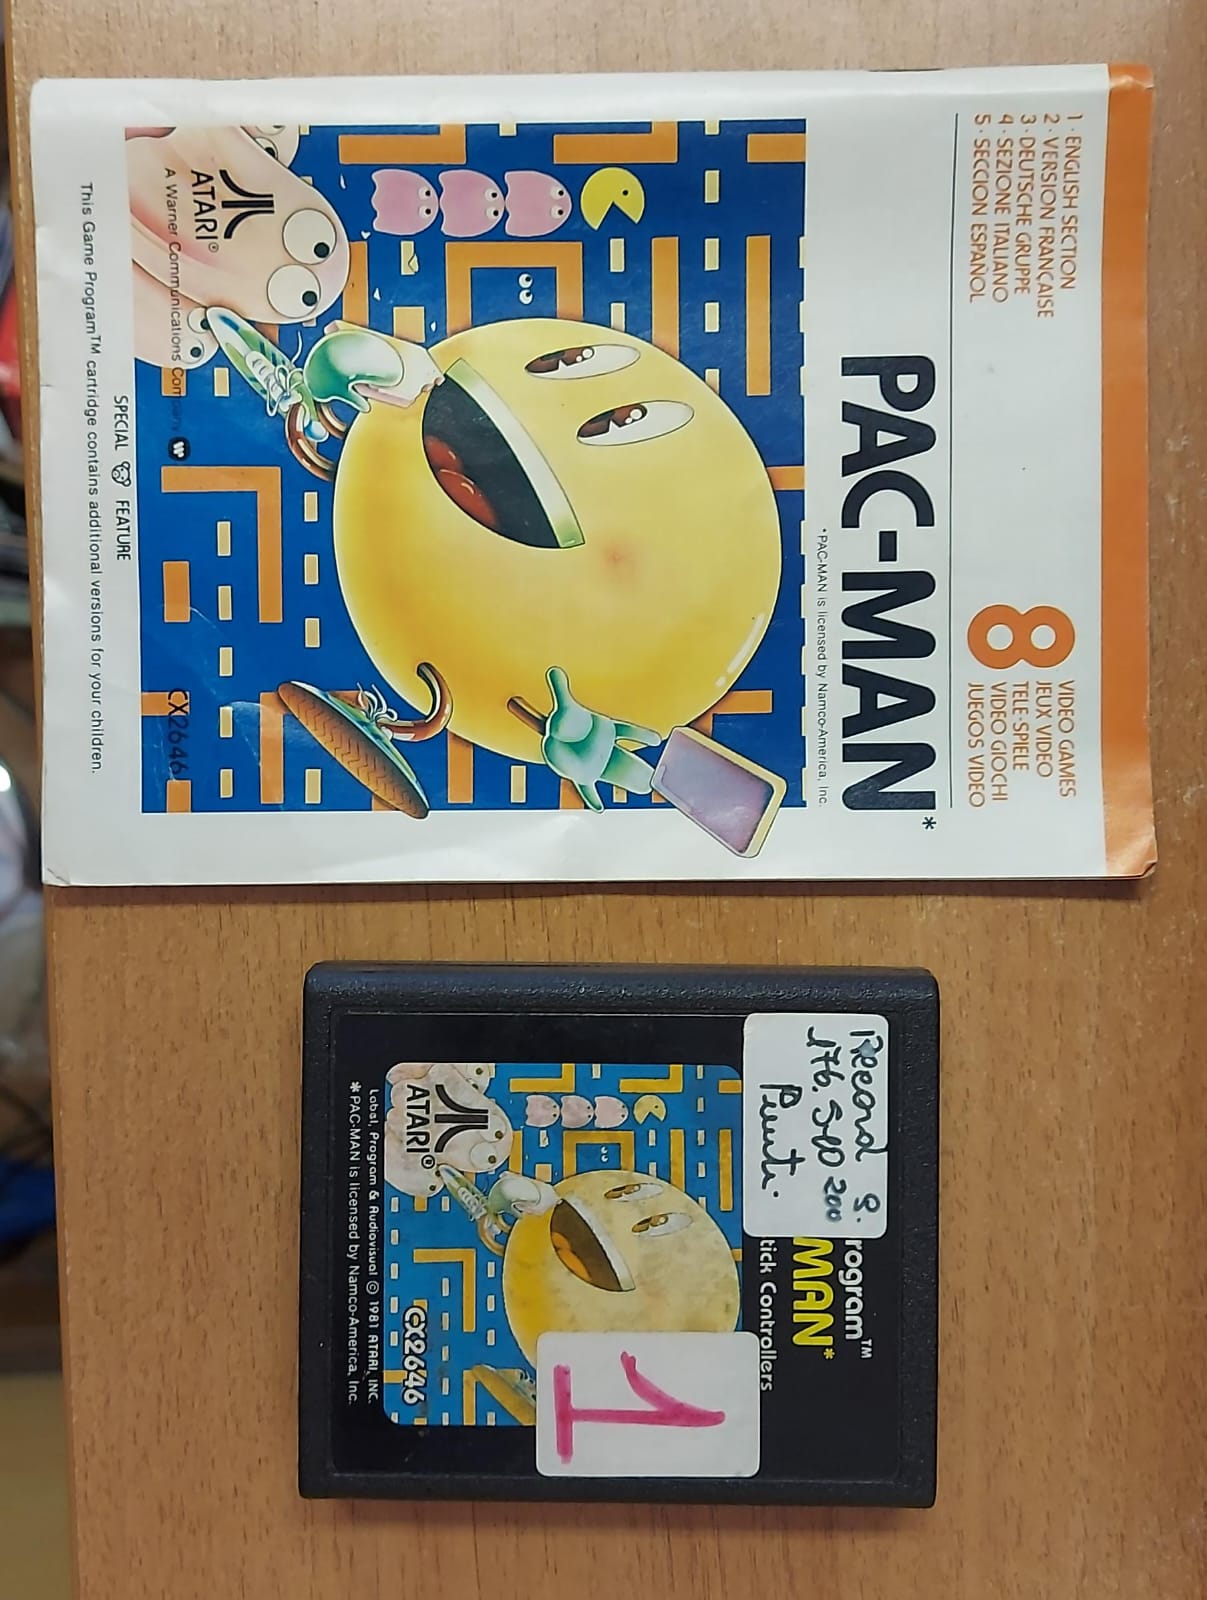 1 · ENGLISH SECTION
2 · VERSION FRANCAISE
3 · DEUTSCHE GRUPPE
4 · SEZIONE ITALIANO
5 · SECCION ESPAÑOL
8
VIDEO GAMES
JEUX VIDEO
TELE-SPIELE
VIDEO GIOCHI
JUEGOS VIDEO
PAC-MAN*
*PAC-MAN is licensed by Namco-America, Inc.
ATARI®
A Warner Communications Company
CX2646
SPECIAL FEATURE
This Game Program™ cartridge contains additional versions for your children.
Record
176.
200
Punti.
rogram™
MAN*
tick Controllers
1
ATARI®
CX2646
Label, Program & Audiovisual © 1981 ATARI, INC.
*PAC-MAN is licensed by Namco-America, Inc.